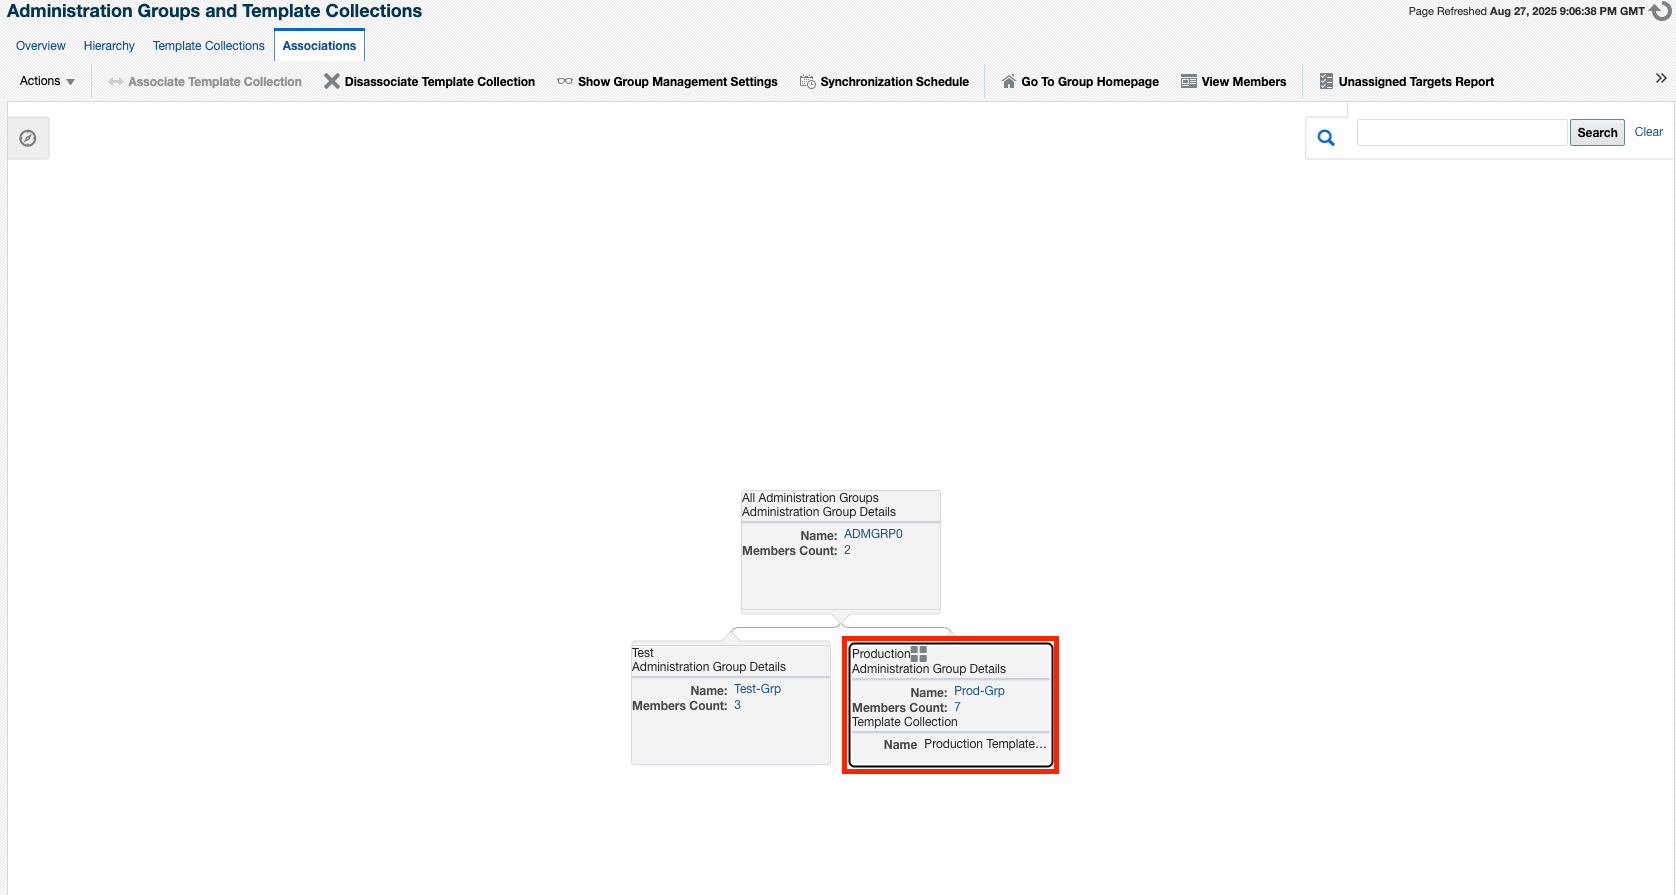 Administration Groups and Template Collections
Page Refreshed Aug 27, 2025 9:06:38 PM GMT
Overview Hierarchy Template Collections Associations
Actions Associate Template Collection Disassociate Template Collection Show Group Management Settings Synchronization Schedule Go To Group Homepage View Members Unassigned Targets Report »
Search Clear
All Administration Groups
Administration Group Details
Name: ADMGRP0
Members Count: 2
Test
Administration Group Details
Name: Test-Grp
Members Count: 3
Production
Administration Group Details
Name: Prod-Grp
Members Count: 7
Template Collection
Name Production Template...